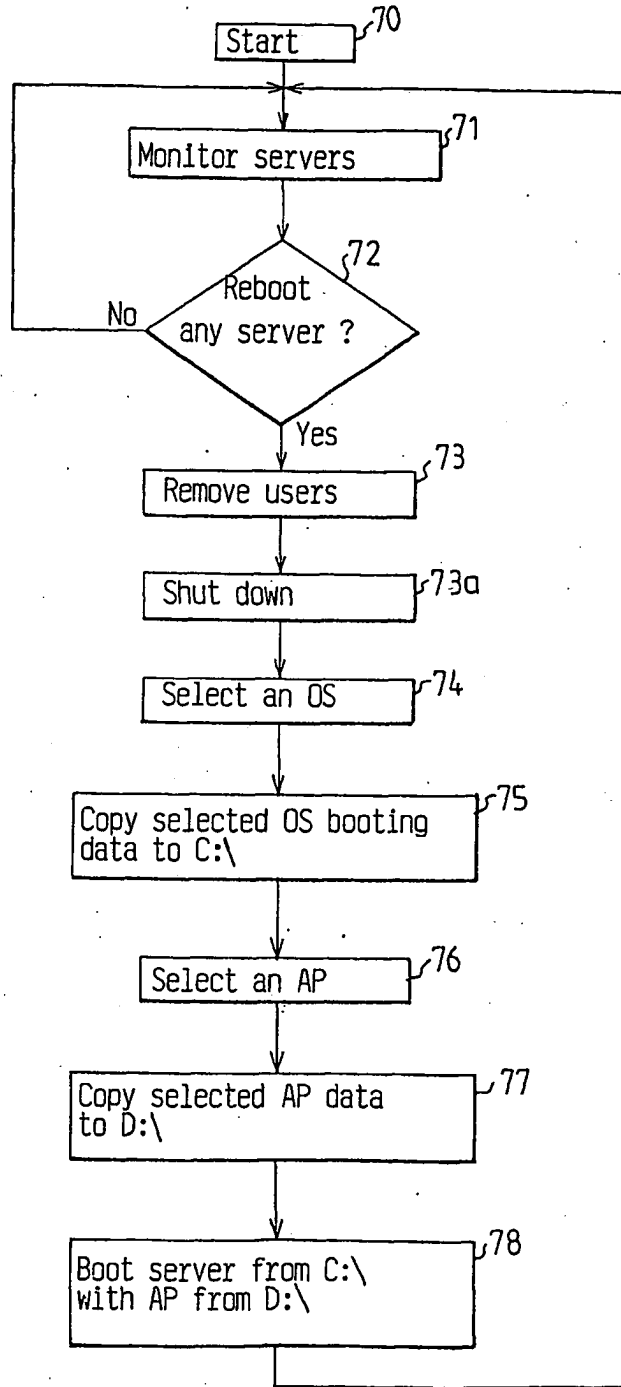 70
Start
71
Monitor servers
72
Reboot
any server ?
No
Yes
73
Remove users
73a
Shut down
74
Select an OS
75
Copy selected OS booting
data to C:\
76
Select an AP
77
Copy selected AP data
to D:\
78
Boot server from C:\
with AP from D:\